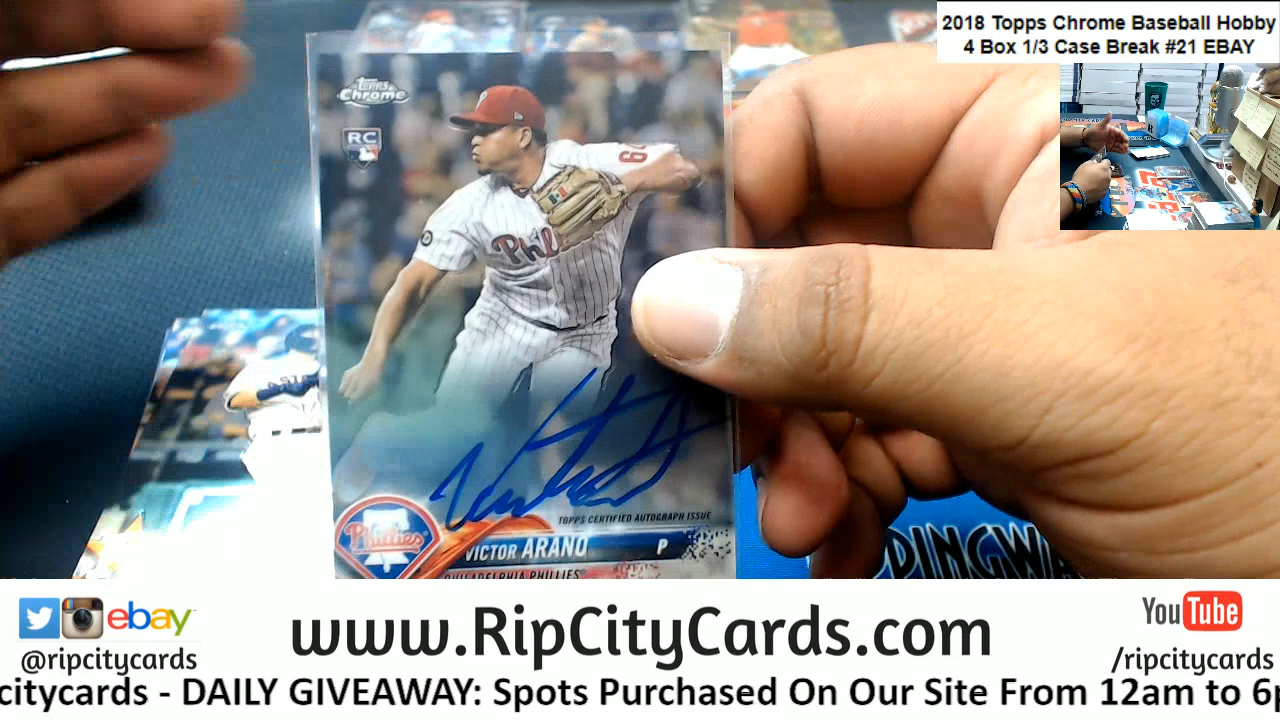 2018 Topps Chrome Baseball Hobby
4 Box 1/3 Case Break #21 EBAY
TOPPS
Chrome
RC
Phil
TOPPS CERTIFIED AUTOGRAPH ISSUE
Phillies
VICTOR ARANO P
PHILADELPHIA PHILLIES
PPINGWA
ebay
@ripcitycards
www.RipCityCards.com
YouTube
/ripcitycards
citycards - DAILY GIVEAWAY: Spots Purchased On Our Site From 12am to 6p